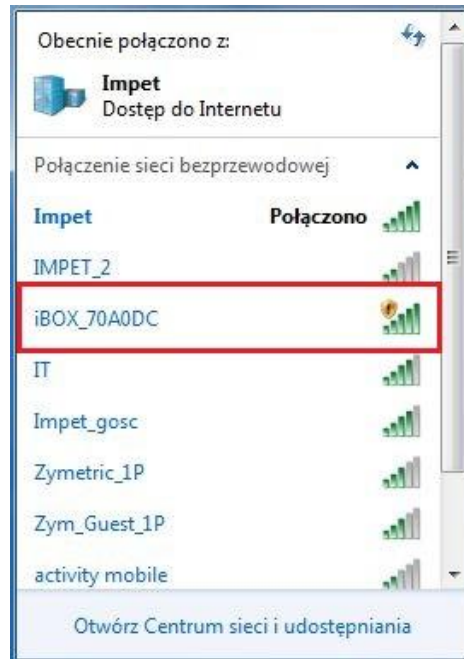 Obecnie połączono z:
Impet
Dostęp do Internetu
Połączenie sieci bezprzewodowej
Impet Połączono
IMPET_2
iBOX_70A0DC
IT
Impet_gosc
Zymetric_1P
Zym_Guest_1P
activity mobile
Otwórz Centrum sieci i udostępniania